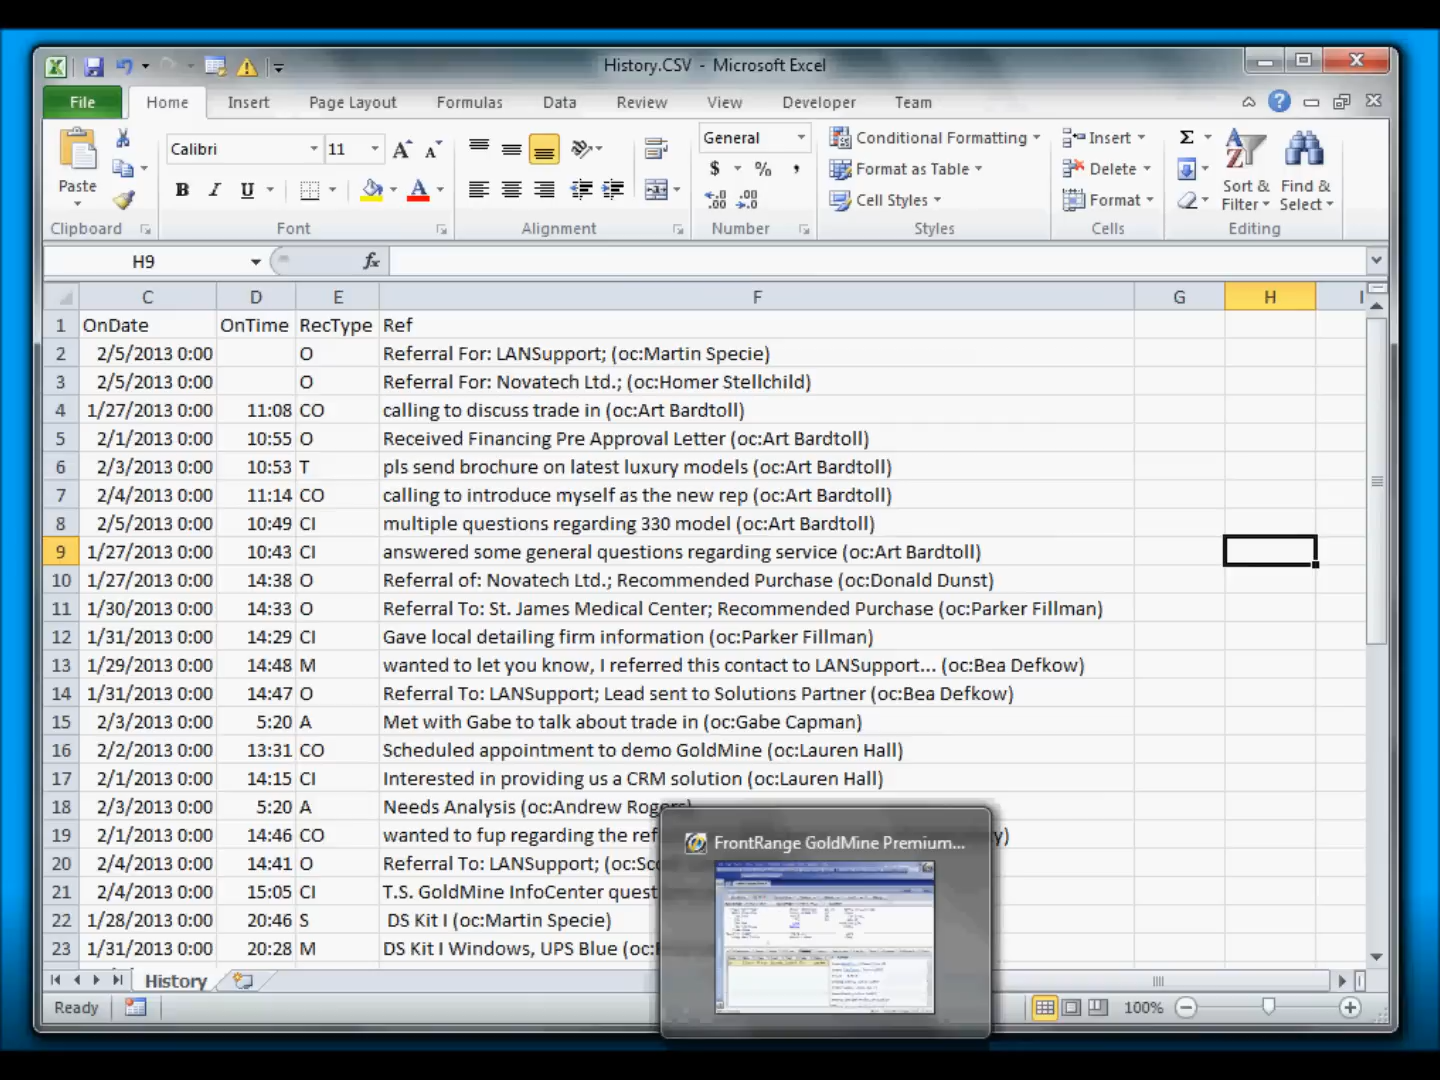 History.CSV - Microsoft Excel
File Home Insert Page Layout Formulas Data Review View Developer Team
Paste
Calibri 11
General
Conditional Formatting
Format as Table
Cell Styles
Insert
Delete
Format
Sort & Filter
Find & Select
Clipboard Font Alignment Number Styles Cells Editing
H9 fx
C D E F G H I
1 OnDate OnTime RecType Ref
2 2/5/2013 0:00 O Referral For: LANSupport; (oc:Martin Specie)
3 2/5/2013 0:00 O Referral For: Novatech Ltd.; (oc:Homer Stellchild)
4 1/27/2013 0:00 11:08 CO calling to discuss trade in (oc:Art Bardtoll)
5 2/1/2013 0:00 10:55 O Received Financing Pre Approval Letter (oc:Art Bardtoll)
6 2/3/2013 0:00 10:53 T pls send brochure on latest luxury models (oc:Art Bardtoll)
7 2/4/2013 0:00 11:14 CO calling to introduce myself as the new rep (oc:Art Bardtoll)
8 2/5/2013 0:00 10:49 CI multiple questions regarding 330 model (oc:Art Bardtoll)
9 1/27/2013 0:00 10:43 CI answered some general questions regarding service (oc:Art Bardtoll)
10 1/27/2013 0:00 14:38 O Referral of: Novatech Ltd.; Recommended Purchase (oc:Donald Dunst)
11 1/30/2013 0:00 14:33 O Referral To: St. James Medical Center; Recommended Purchase (oc:Parker Fillman)
12 1/31/2013 0:00 14:29 CI Gave local detailing firm information (oc:Parker Fillman)
13 1/29/2013 0:00 14:48 M wanted to let you know, I referred this contact to LANSupport... (oc:Bea Defkow)
14 1/31/2013 0:00 14:47 O Referral To: LANSupport; Lead sent to Solutions Partner (oc:Bea Defkow)
15 2/3/2013 0:00 5:20 A Met with Gabe to talk about trade in (oc:Gabe Capman)
16 2/2/2013 0:00 13:31 CO Scheduled appointment to demo GoldMine (oc:Lauren Hall)
17 2/1/2013 0:00 14:15 CI Interested in providing us a CRM solution (oc:Lauren Hall)
18 2/3/2013 0:00 5:20 A Needs Analysis (oc:Andrew Rogers)
19 2/1/2013 0:00 14:46 CO wanted to fup regarding the ref
20 2/4/2013 0:00 14:41 O Referral To: LANSupport; (oc:Sco
21 2/4/2013 0:00 15:05 CI T.S. GoldMine InfoCenter quest
22 1/28/2013 0:00 20:46 S DS Kit I (oc:Martin Specie)
23 1/31/2013 0:00 20:28 M DS Kit I Windows, UPS Blue (oc:
FrontRange GoldMine Premium...
History
Ready 100%